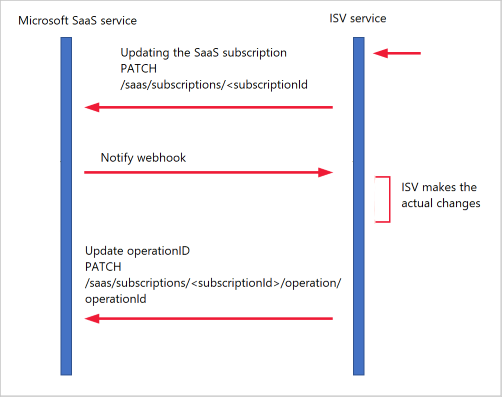 Microsoft SaaS service
ISV service
Updating the SaaS subscription
PATCH
/saas/subscriptions/<subscriptionId
Notify webhook
ISV makes the
actual changes
Update operationID
PATCH
/saas/subscriptions/<subscriptionId>/operation/
operationId